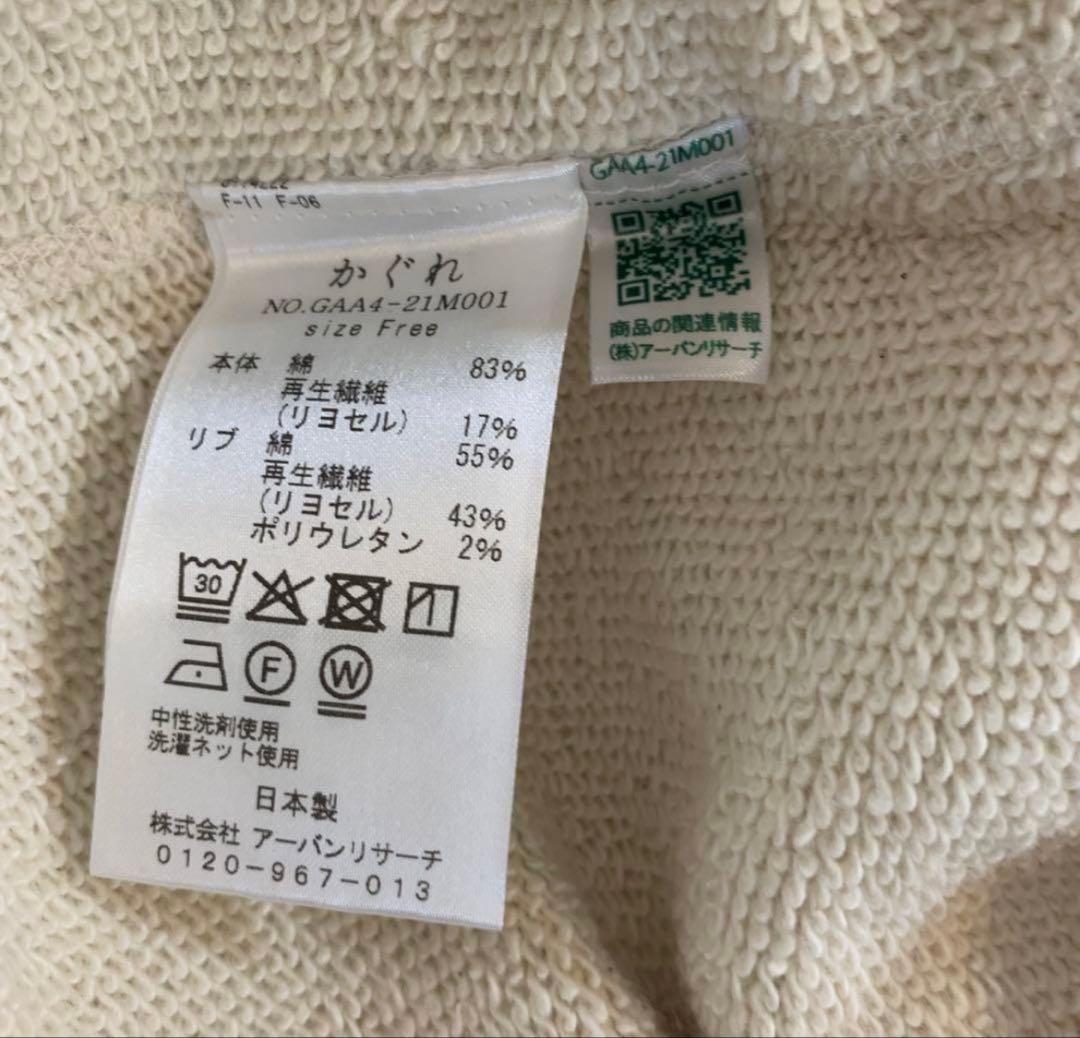 F-11 F-06
かぐれ
NO.GAA4-21M001
size Free
本体 綿 83%
再生繊維
(リヨセル) 17%
リブ 綿 55%
再生繊維
(リヨセル) 43%
ポリウレタン 2%
30
F W
中性洗剤使用
洗濯ネット使用
日本製
株式会社 アーバンリサーチ
0120-967-013
GAA4-21M001
商品の関連情報
(株)アーバンリサーチ